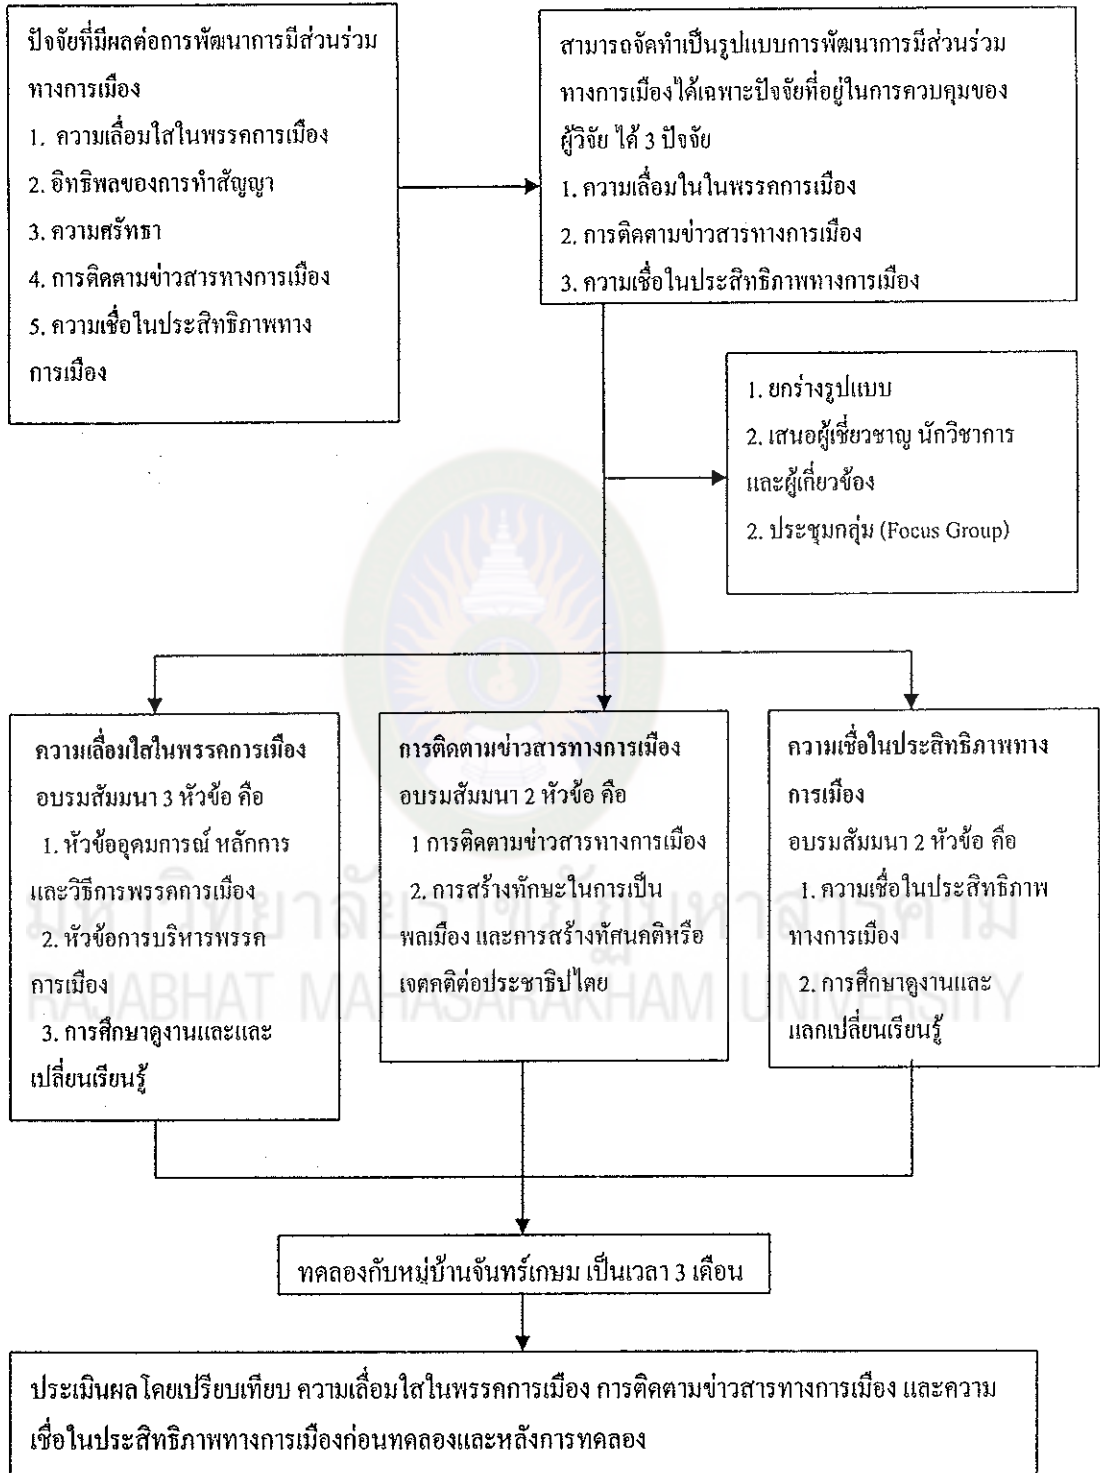 ปัจจัยที่มีผลต่อการพัฒนาการมีส่วนร่วม
ทางการเมือง
1. ความเลื่อมใสในพรรคการเมือง
2. อิทธิพลของการทำสัญญา
3. ความศรัทธา
4. การติดตามข่าวสารทางการเมือง
5. ความเชื่อในประสิทธิภาพทาง
การเมือง
สามารถจัดทำเป็นรูปแบบการพัฒนาการมีส่วนร่วม
ทางการเมืองได้เฉพาะปัจจัยที่อยู่ในการควบคุมของ
ผู้วิจัย ได้ 3 ปัจจัย
1. ความเลื่อมในในพรรคการเมือง
2. การติดตามข่าวสารทางการเมือง
3. ความเชื่อในประสิทธิภาพทางการเมือง
1. ยกร่างรูปแบบ
2. เสนอผู้เชี่ยวชาญ นักวิชาการ
และผู้เกี่ยวข้อง
2. ประชุมกลุ่ม (Focus Group)
ความเลื่อมใสในพรรคการเมือง
อบรมสัมมนา 3 หัวข้อ คือ
1. หัวข้ออุดมการณ์ หลักการ
และวิธีการพรรคการเมือง
2. หัวข้อการบริหารพรรค
การเมือง
3. การศึกษาดูงานและและ
เปลี่ยนเรียนรู้
การติดตามข่าวสารทางการเมือง
อบรมสัมมนา 2 หัวข้อ คือ
1 การติดตามข่าวสารทางการเมือง
2. การสร้างทักษะในการเป็น
พลเมือง และการสร้างทัศนคติหรือ
เจตคติต่อประชาธิปไตย
ความเชื่อในประสิทธิภาพทาง
การเมือง
อบรมสัมมนา 2 หัวข้อ คือ
1. ความเชื่อในประสิทธิภาพ
ทางการเมือง
2. การศึกษาดูงานและ
แลกเปลี่ยนเรียนรู้
มหาวิทยาลัยราชภัฏมหาสารคาม
RAJABHAT MAHASARAKHAM UNIVERSITY
ทดลองกับหมู่บ้านจันทร์เกษม เป็นเวลา 3 เดือน
ประเมินผลโดยเปรียบเทียบ ความเลื่อมใสในพรรคการเมือง การติดตามข่าวสารทางการเมือง และความ
เชื่อในประสิทธิภาพทางการเมืองก่อนทดลองและหลังการทดลอง